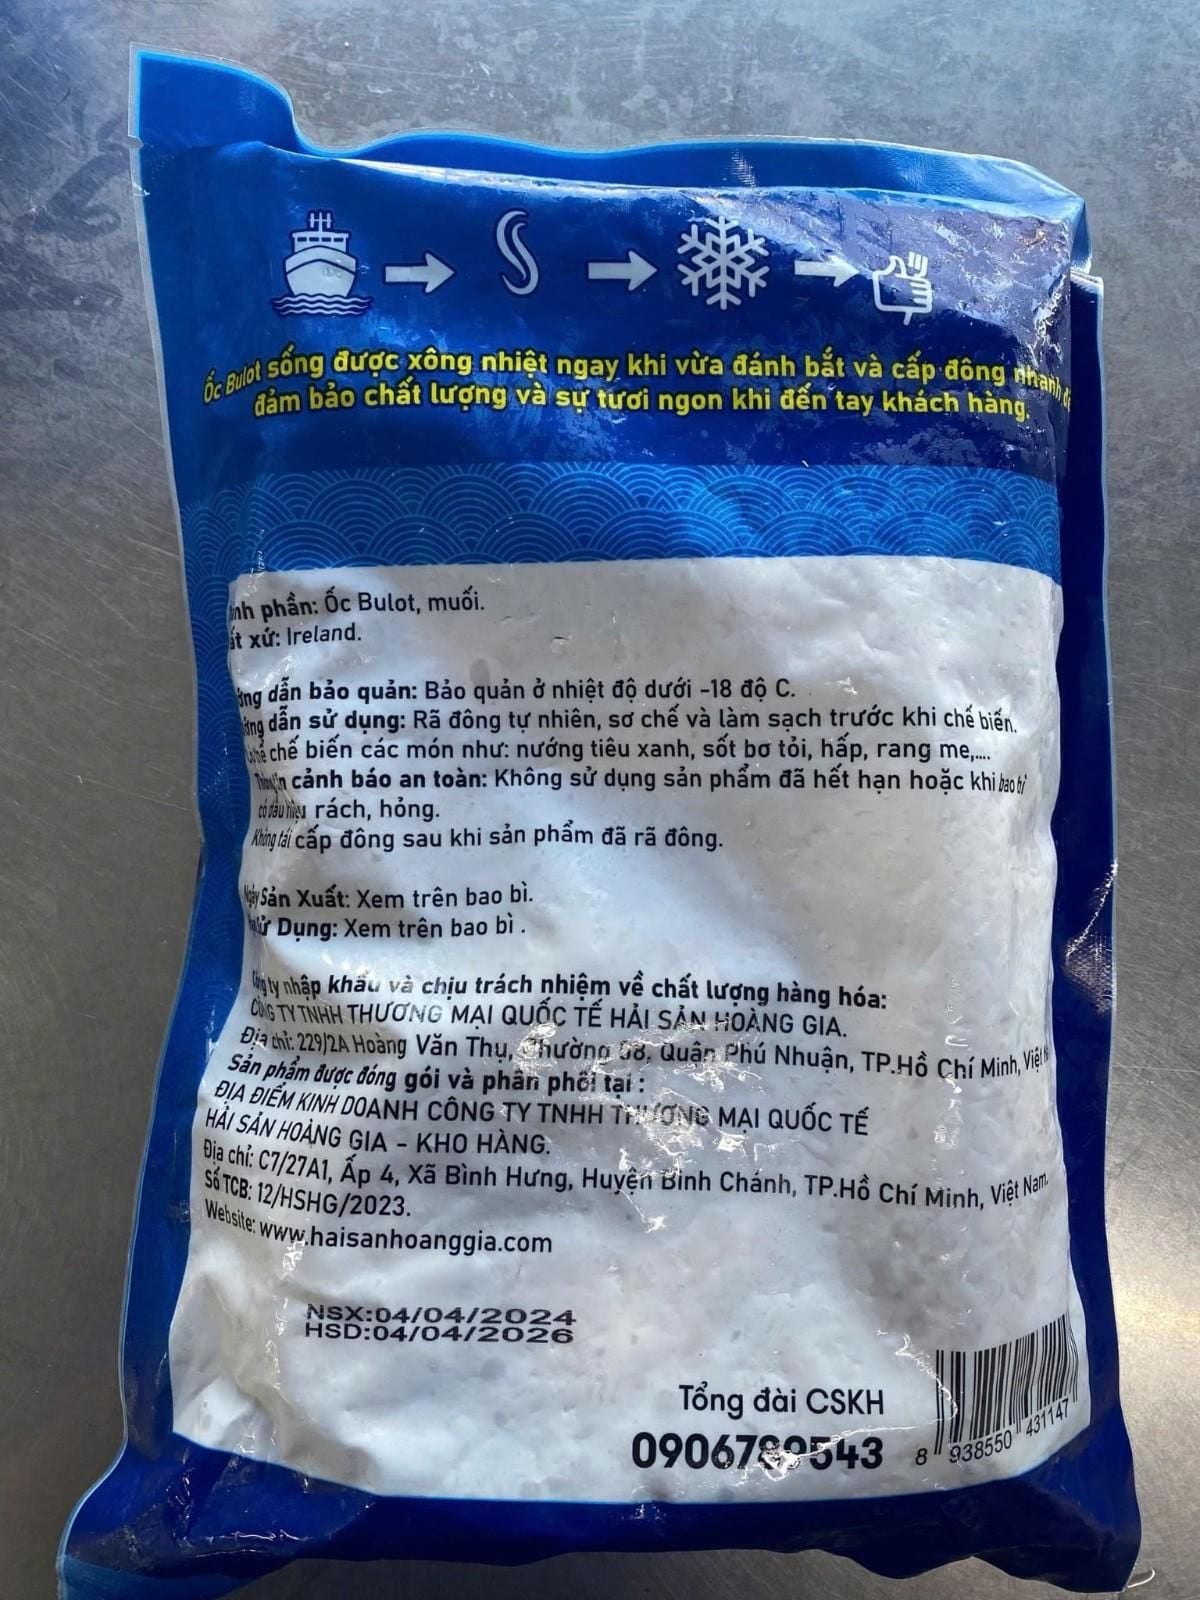 Ốc Bulot sống được xông nhiệt ngay khi vừa đánh bắt và cấp đông nhanh
đảm bảo chất lượng và sự tươi ngon khi đến tay khách hàng.
phần: Ốc Bulot, muối.
xứ: Ireland.
dẫn bảo quản: Bảo quản ở nhiệt độ dưới -18 độ C.
dẫn sử dụng: Rã đông tự nhiên, sơ chế và làm sạch trước khi chế biến.
chế biến các món như: nướng tiêu xanh, sốt bơ tỏi, hấp, rang me,....
cảnh báo an toàn: Không sử dụng sản phẩm đã hết hạn hoặc khi bao bì
có dấu hiệu rách, hỏng.
Không tái cấp đông sau khi sản phẩm đã rã đông.
Ngày Sản Xuất: Xem trên bao bì.
Sử Dụng: Xem trên bao bì .
ty nhập khẩu và chịu trách nhiệm về chất lượng hàng hóa:
CÔNG TY TNHH THƯƠNG MẠI QUỐC TẾ HẢI SẢN HOÀNG GIA.
Địa chỉ: 229/2A Hoàng Văn Thụ, Phường 08, Quận Phú Nhuận, TP.Hồ Chí Minh, Việt
Sản phẩm được đóng gói và phân phối tại :
ĐỊA ĐIỂM KINH DOANH CÔNG TY TNHH THƯƠNG MẠI QUỐC TẾ
HẢI SẢN HOÀNG GIA - KHO HÀNG.
Địa chỉ: C7/27A1, Ấp 4, Xã Bình Hưng, Huyện Bình Chánh, TP.Hồ Chí Minh, Việt Nam.
Số TCB: 12/HSHG/2023.
Website: www.haisanhoanggia.com
NSX:04/04/2024
HSD:04/04/2026
Tổng đài CSKH
0906789543
8 938550 431147